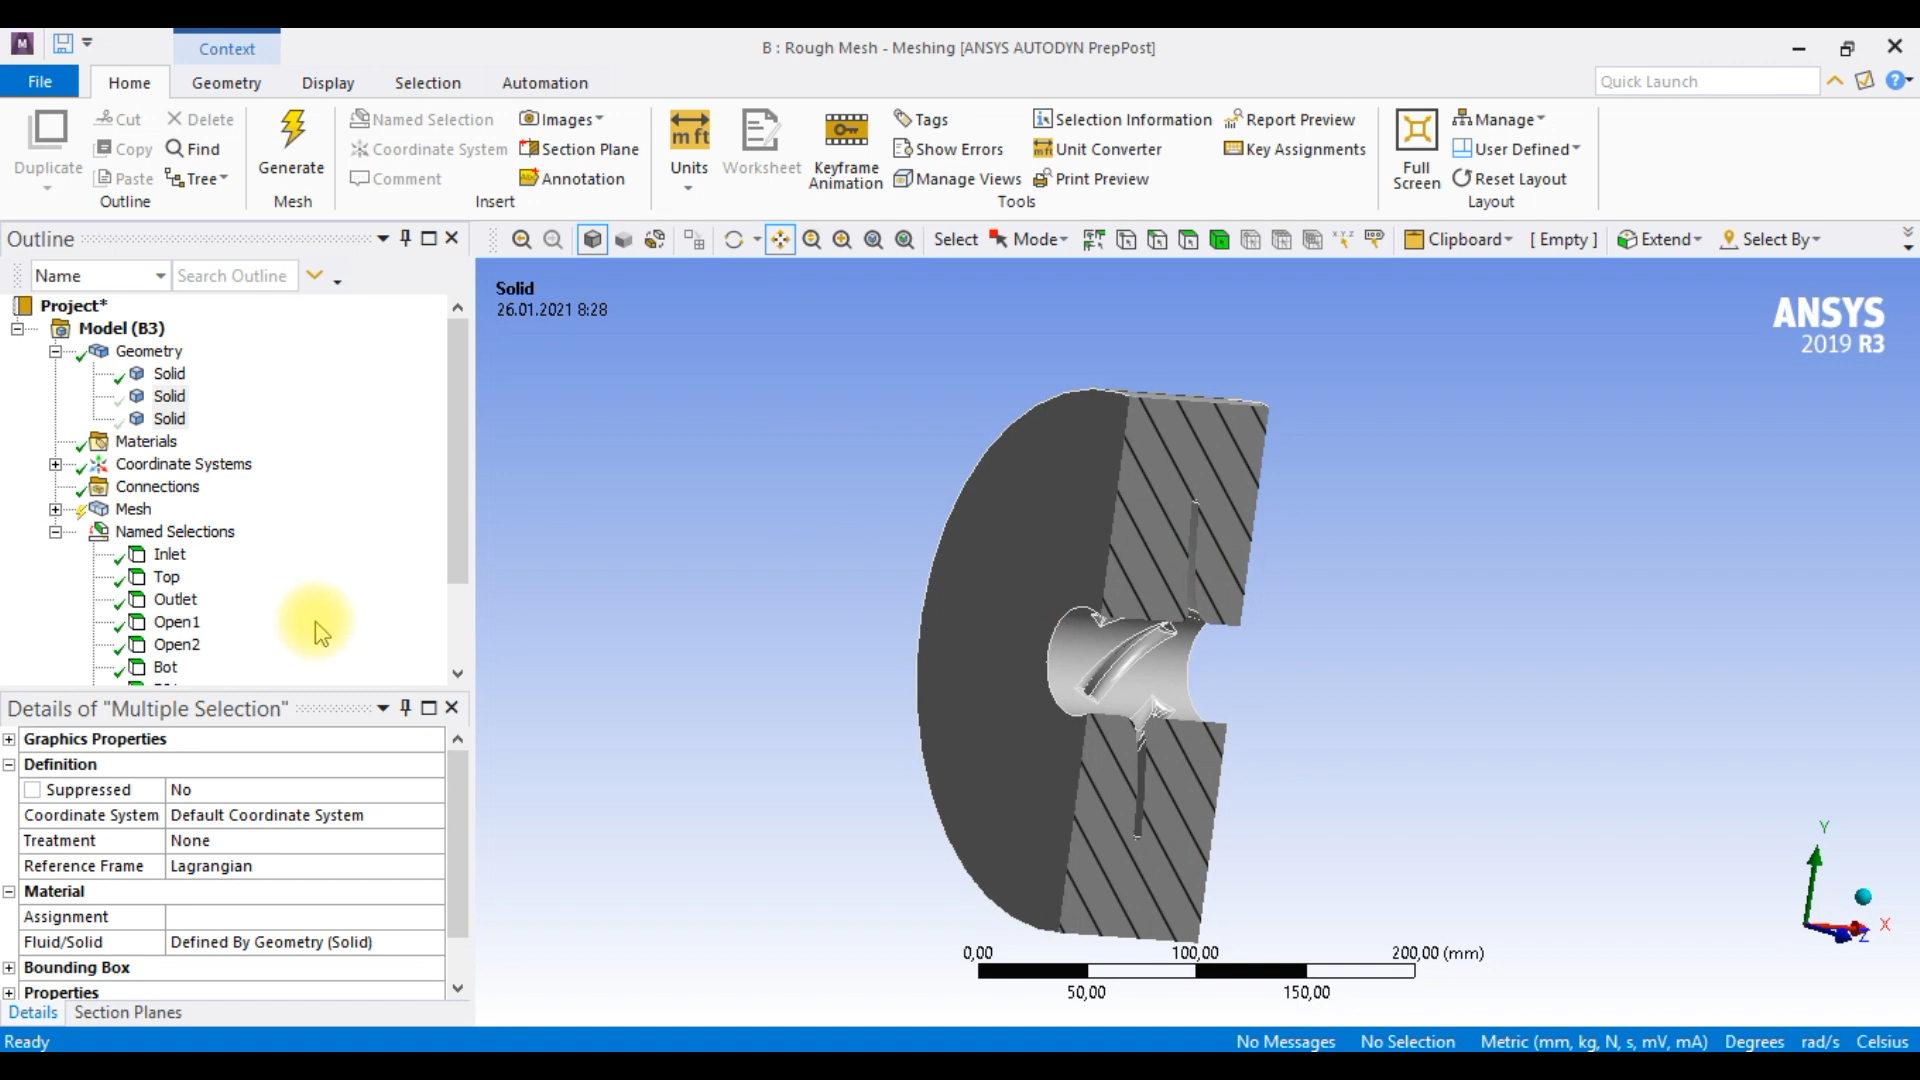 M
Context
B : Rough Mesh - Meshing [ANSYS AUTODYN PrepPost]
File Home Geometry Display Selection Automation
Quick Launch
Duplicate
Cut
Copy
Paste
Delete
Find
Tree
Outline
Generate
Mesh
Named Selection
Coordinate System
Comment
Images
Section Plane
Annotation
Insert
m ft
Units
Worksheet
Keyframe
Animation
Tags
Show Errors
Manage Views
Selection Information
Unit Converter
Print Preview
Report Preview
Key Assignments
Tools
Full
Screen
Manage
User Defined
Reset Layout
Layout
Outline
Select Mode Clipboard [ Empty ] Extend Select By
Name Search Outline
Project*
Model (B3)
Geometry
Solid
Solid
Solid
Materials
Coordinate Systems
Connections
Mesh
Named Selections
Inlet
Top
Outlet
Open1
Open2
Bot
Details of "Multiple Selection"
Graphics Properties
Definition
Suppressed No
Coordinate System Default Coordinate System
Treatment None
Reference Frame Lagrangian
Material
Assignment
Fluid/Solid Defined By Geometry (Solid)
Bounding Box
Properties
Details Section Planes
Solid
26.01.2021 8:28
ANSYS
2019 R3
0,00 100,00 200,00 (mm)
50,00 150,00
Y
X
Z
Ready
No Messages No Selection Metric (mm, kg, N, s, mV, mA) Degrees rad/s Celsius